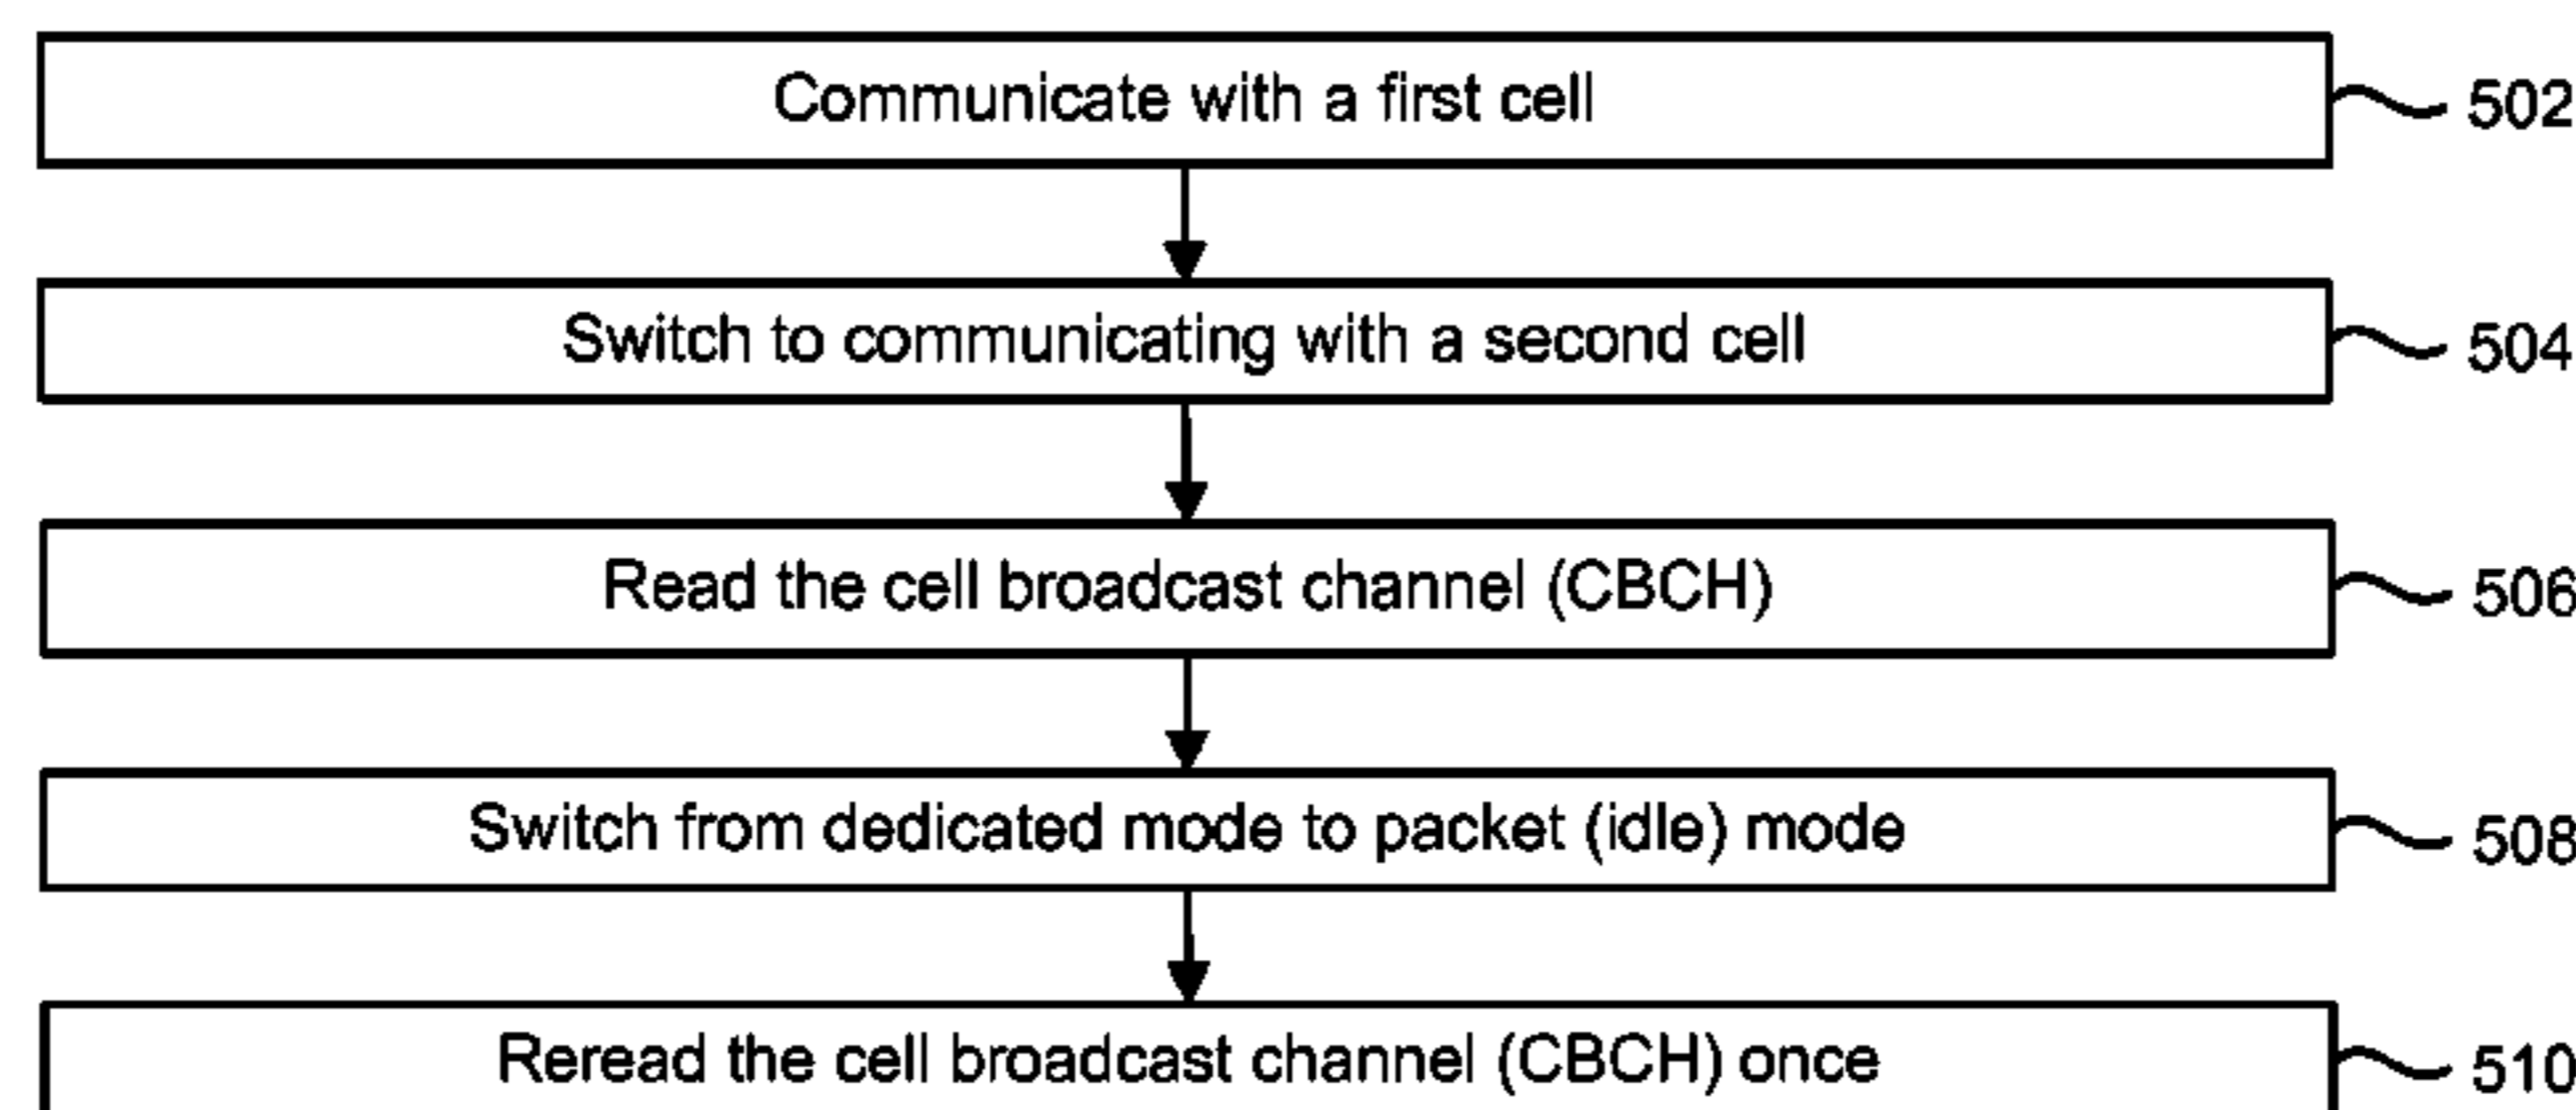 Communicate with a first cell 502
Switch to communicating with a second cell 504
Read the cell broadcast channel (CBCH) 506
Switch from dedicated mode to packet (idle) mode 508
Reread the cell broadcast channel (CBCH) once 510